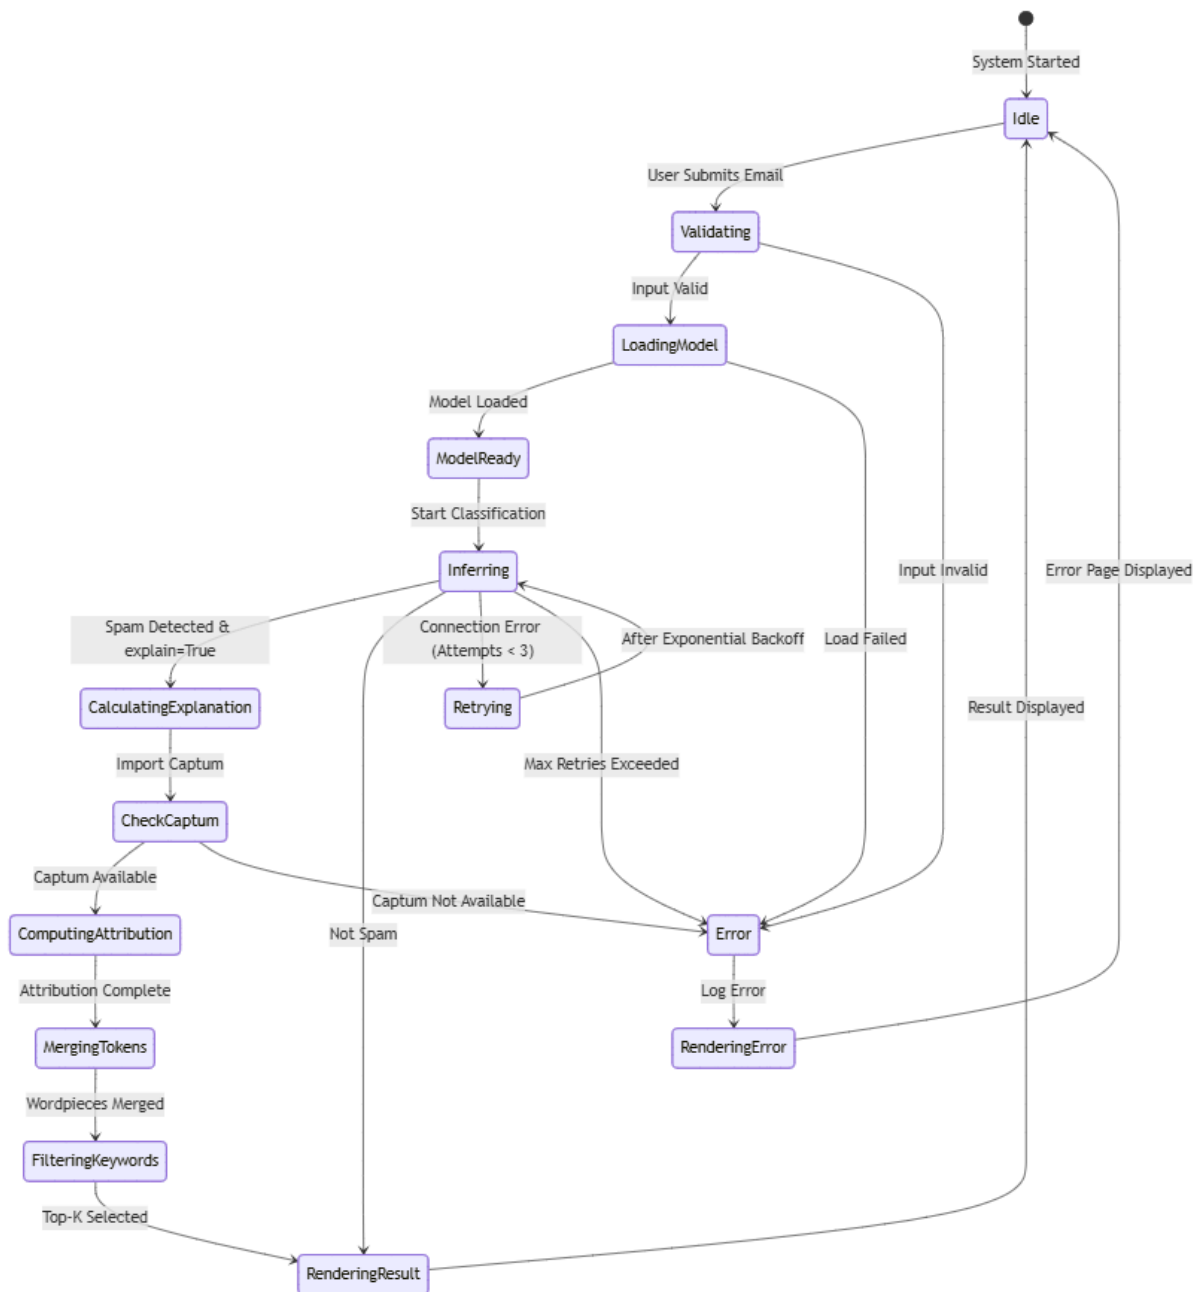 System Started
Idle
User Submits Email
Validating
Input Valid
LoadingModel
Model Loaded
ModelReady
Start Classification
Inferring
Input Invalid
Error Page Displayed
Spam Detected &
explain=True
Connection Error
(Attempts < 3)
After Exponential Backoff
Load Failed
CalculatingExplanation
Retrying
Result Displayed
Import Captum
Max Retries Exceeded
CheckCaptum
Captum Available
Captum Not Available
ComputingAttribution
Not Spam
Error
Attribution Complete
Log Error
MergingTokens
RenderingError
Wordpieces Merged
FilteringKeywords
Top-K Selected
RenderingResult